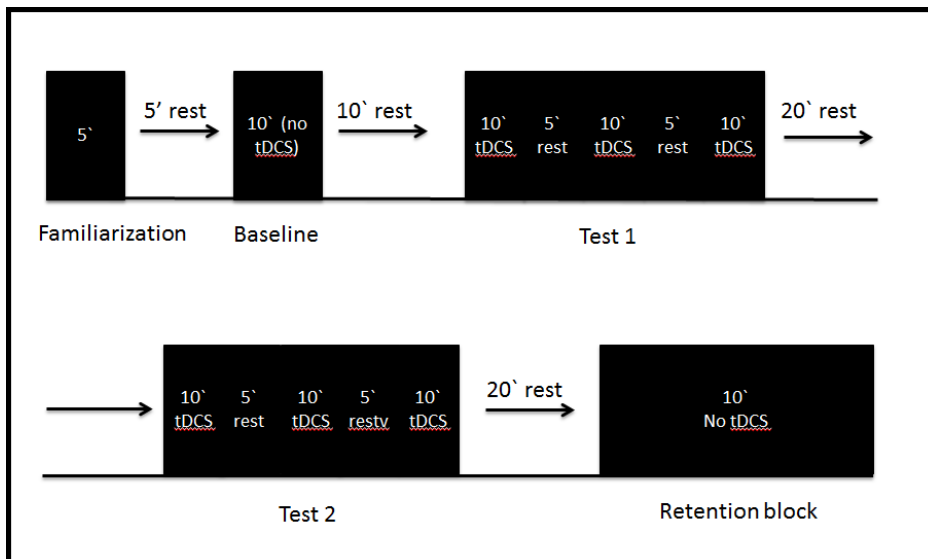 5' rest
10` rest
20` rest
5`
10` (no
tDCS)
10` 5` 10` 5` 10`
tDCS rest tDCS rest tDCS
Familiarization Baseline Test 1
20` rest
10` 5` 10` 5` 10`
tDCS rest tDCS restv tDCS
10`
No tDCS
Test 2 Retention block